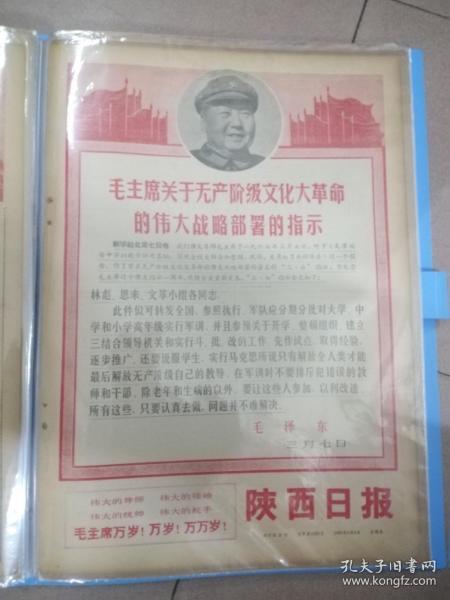 毛主席关于无产阶级文化大革命
的伟大战略部署的指示
新华社北京七日电
林彪、恩来、文革小组各同志:
此件似可转发全国,参照执行。军队应分期分批对大学、中
学和小学高年级实行军训,并且参预关于开学、整顿组织、建立
三结合领导机关和实行斗、批、改的工作。先作试点,取得经验,
逐步推广。还要说服学生,实行马克思所说只有解放全人类才能
最后解放无产阶级自己的教导,在军训时不要排斥犯错误的教
师和干部。除老年和生病的以外,要让这些人参加,以利改造。
所有这些,只要认真去做,问题并不难解决。
毛 泽 东
三月七日
伟大的导师 伟大的领袖
伟大的统帅 伟大的舵手
毛主席万岁!万岁!万万岁!
陕西日报
孔夫子旧书网
www.kongfz.com